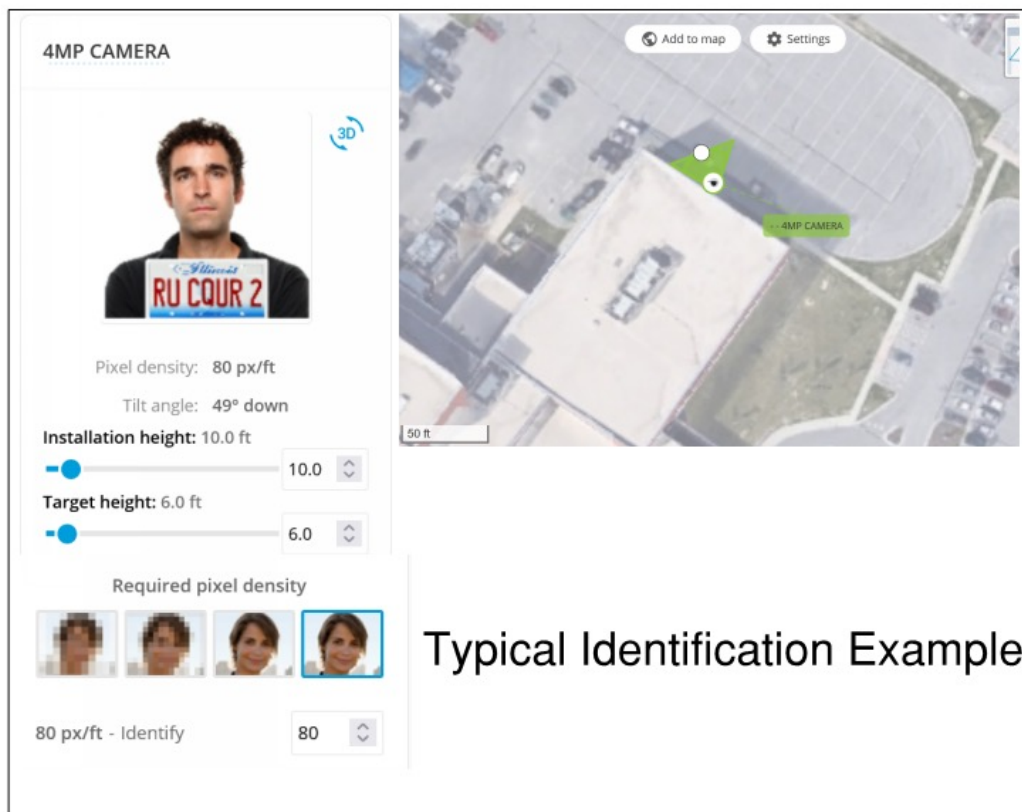 4MP CAMERA
3D
Illinois
RU CQUR 2
Pixel density: 80 px/ft
Tilt angle: 49° down
Installation height: 10.0 ft
10.0
Target height: 6.0 ft
6.0
Add to map
Settings
4MP CAMERA
50 ft
Required pixel density
80 px/ft - Identify
80
Typical Identification Example